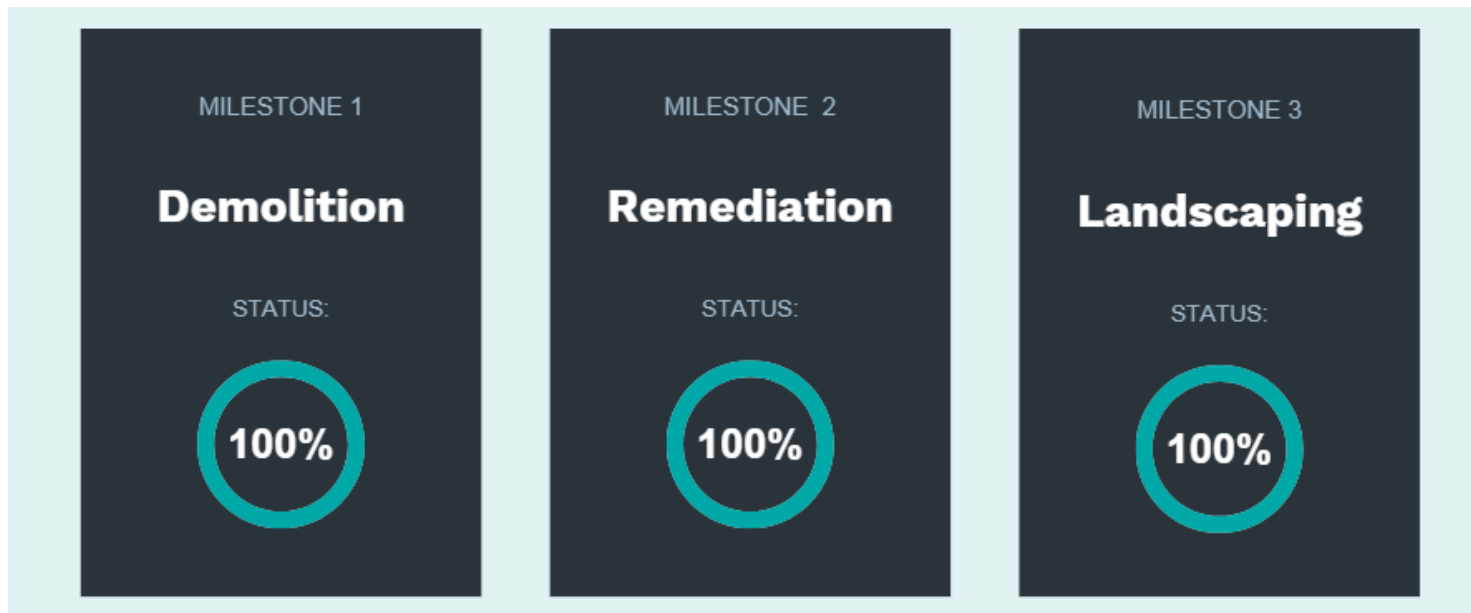 MILESTONE 1
Demolition
STATUS:
100%
MILESTONE  2
Remediation
STATUS:
100%
MILESTONE 3
Landscaping
STATUS:
100%